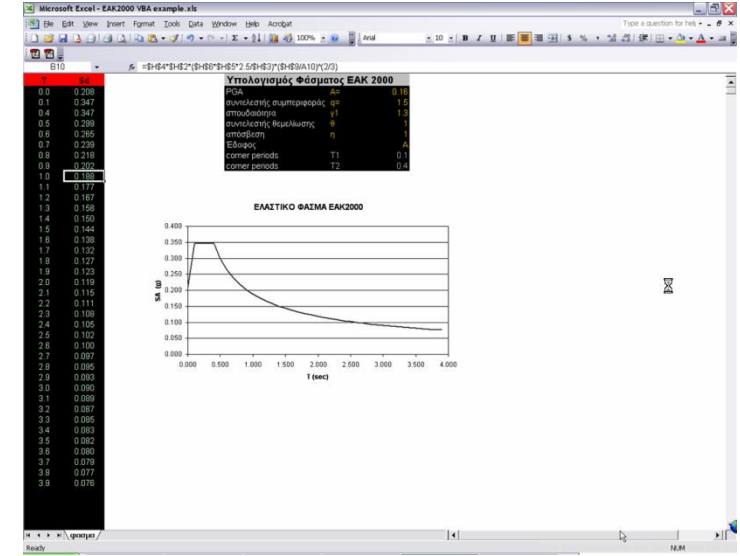 Microsoft Excel - EAK2000 VBA example.xls
File Edit View Insert Format Tools Data Window Help Acrobat
Type a question for help
100% Arial 10 B I U
B10 fx =$H$4*$H$2*($H$6*$H$5*2.5/$H$3)*($H$9/A10)^(2/3)
T Sd
0.0 0.208
0.1 0.347
0.4 0.347
0.5 0.299
0.6 0.265
0.7 0.239
0.8 0.218
0.9 0.202
1.0 0.188
1.1 0.177
1.2 0.167
1.3 0.158
1.4 0.150
1.5 0.144
1.6 0.138
1.7 0.132
1.8 0.127
1.9 0.123
2.0 0.119
2.1 0.115
2.2 0.111
2.3 0.108
2.4 0.105
2.5 0.102
2.6 0.100
2.7 0.097
2.8 0.095
2.9 0.093
3.0 0.090
3.1 0.089
3.2 0.087
3.3 0.085
3.4 0.083
3.5 0.082
3.6 0.080
3.7 0.079
3.8 0.077
3.9 0.076
Υπολογισμός Φάσματος ΕΑΚ 2000
PGA A= 0.16
συντελεστής συμπεριφοράς q= 1.5
σπουδαιότητα γ1 1.3
συντελεστής θεμελίωσης θ 1
απόσβεση η 1
Έδαφος A
corner periods T1 0.1
corner periods T2 0.4
ΕΛΑΣΤΙΚΟ ΦΑΣΜΑ ΕΑΚ2000
0.400
0.350
0.300
0.250
0.200
0.150
0.100
0.050
0.000
SA (g)
0.000 0.500 1.000 1.500 2.000 2.500 3.000 3.500 4.000
T (sec)
φασμα
Ready NUM